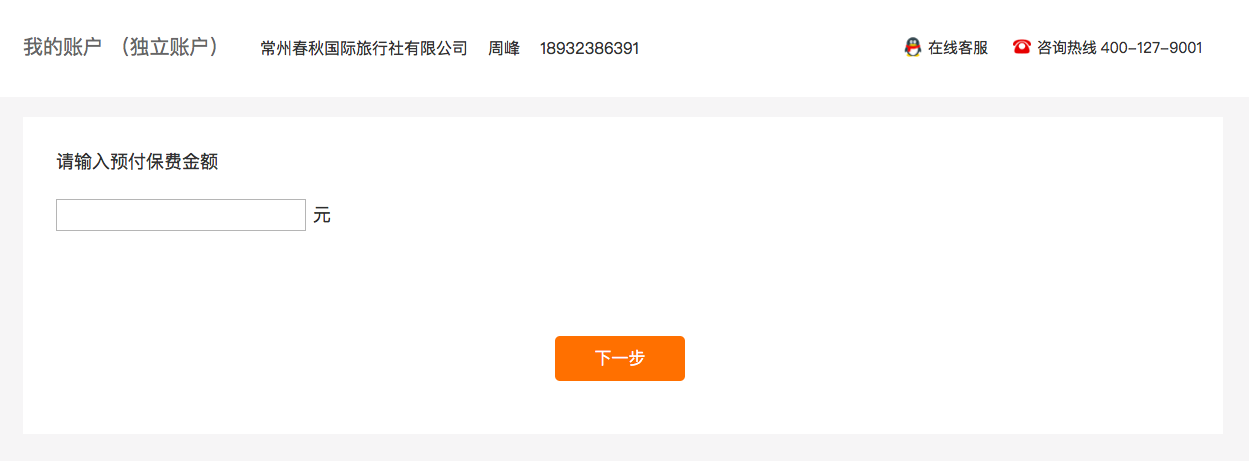 我的账户 （独立账户） 常州春秋国际旅行社有限公司 周峰 18932386391 在线客服 咨询热线 400-127-9001
请输入预付保费金额
元
下一步